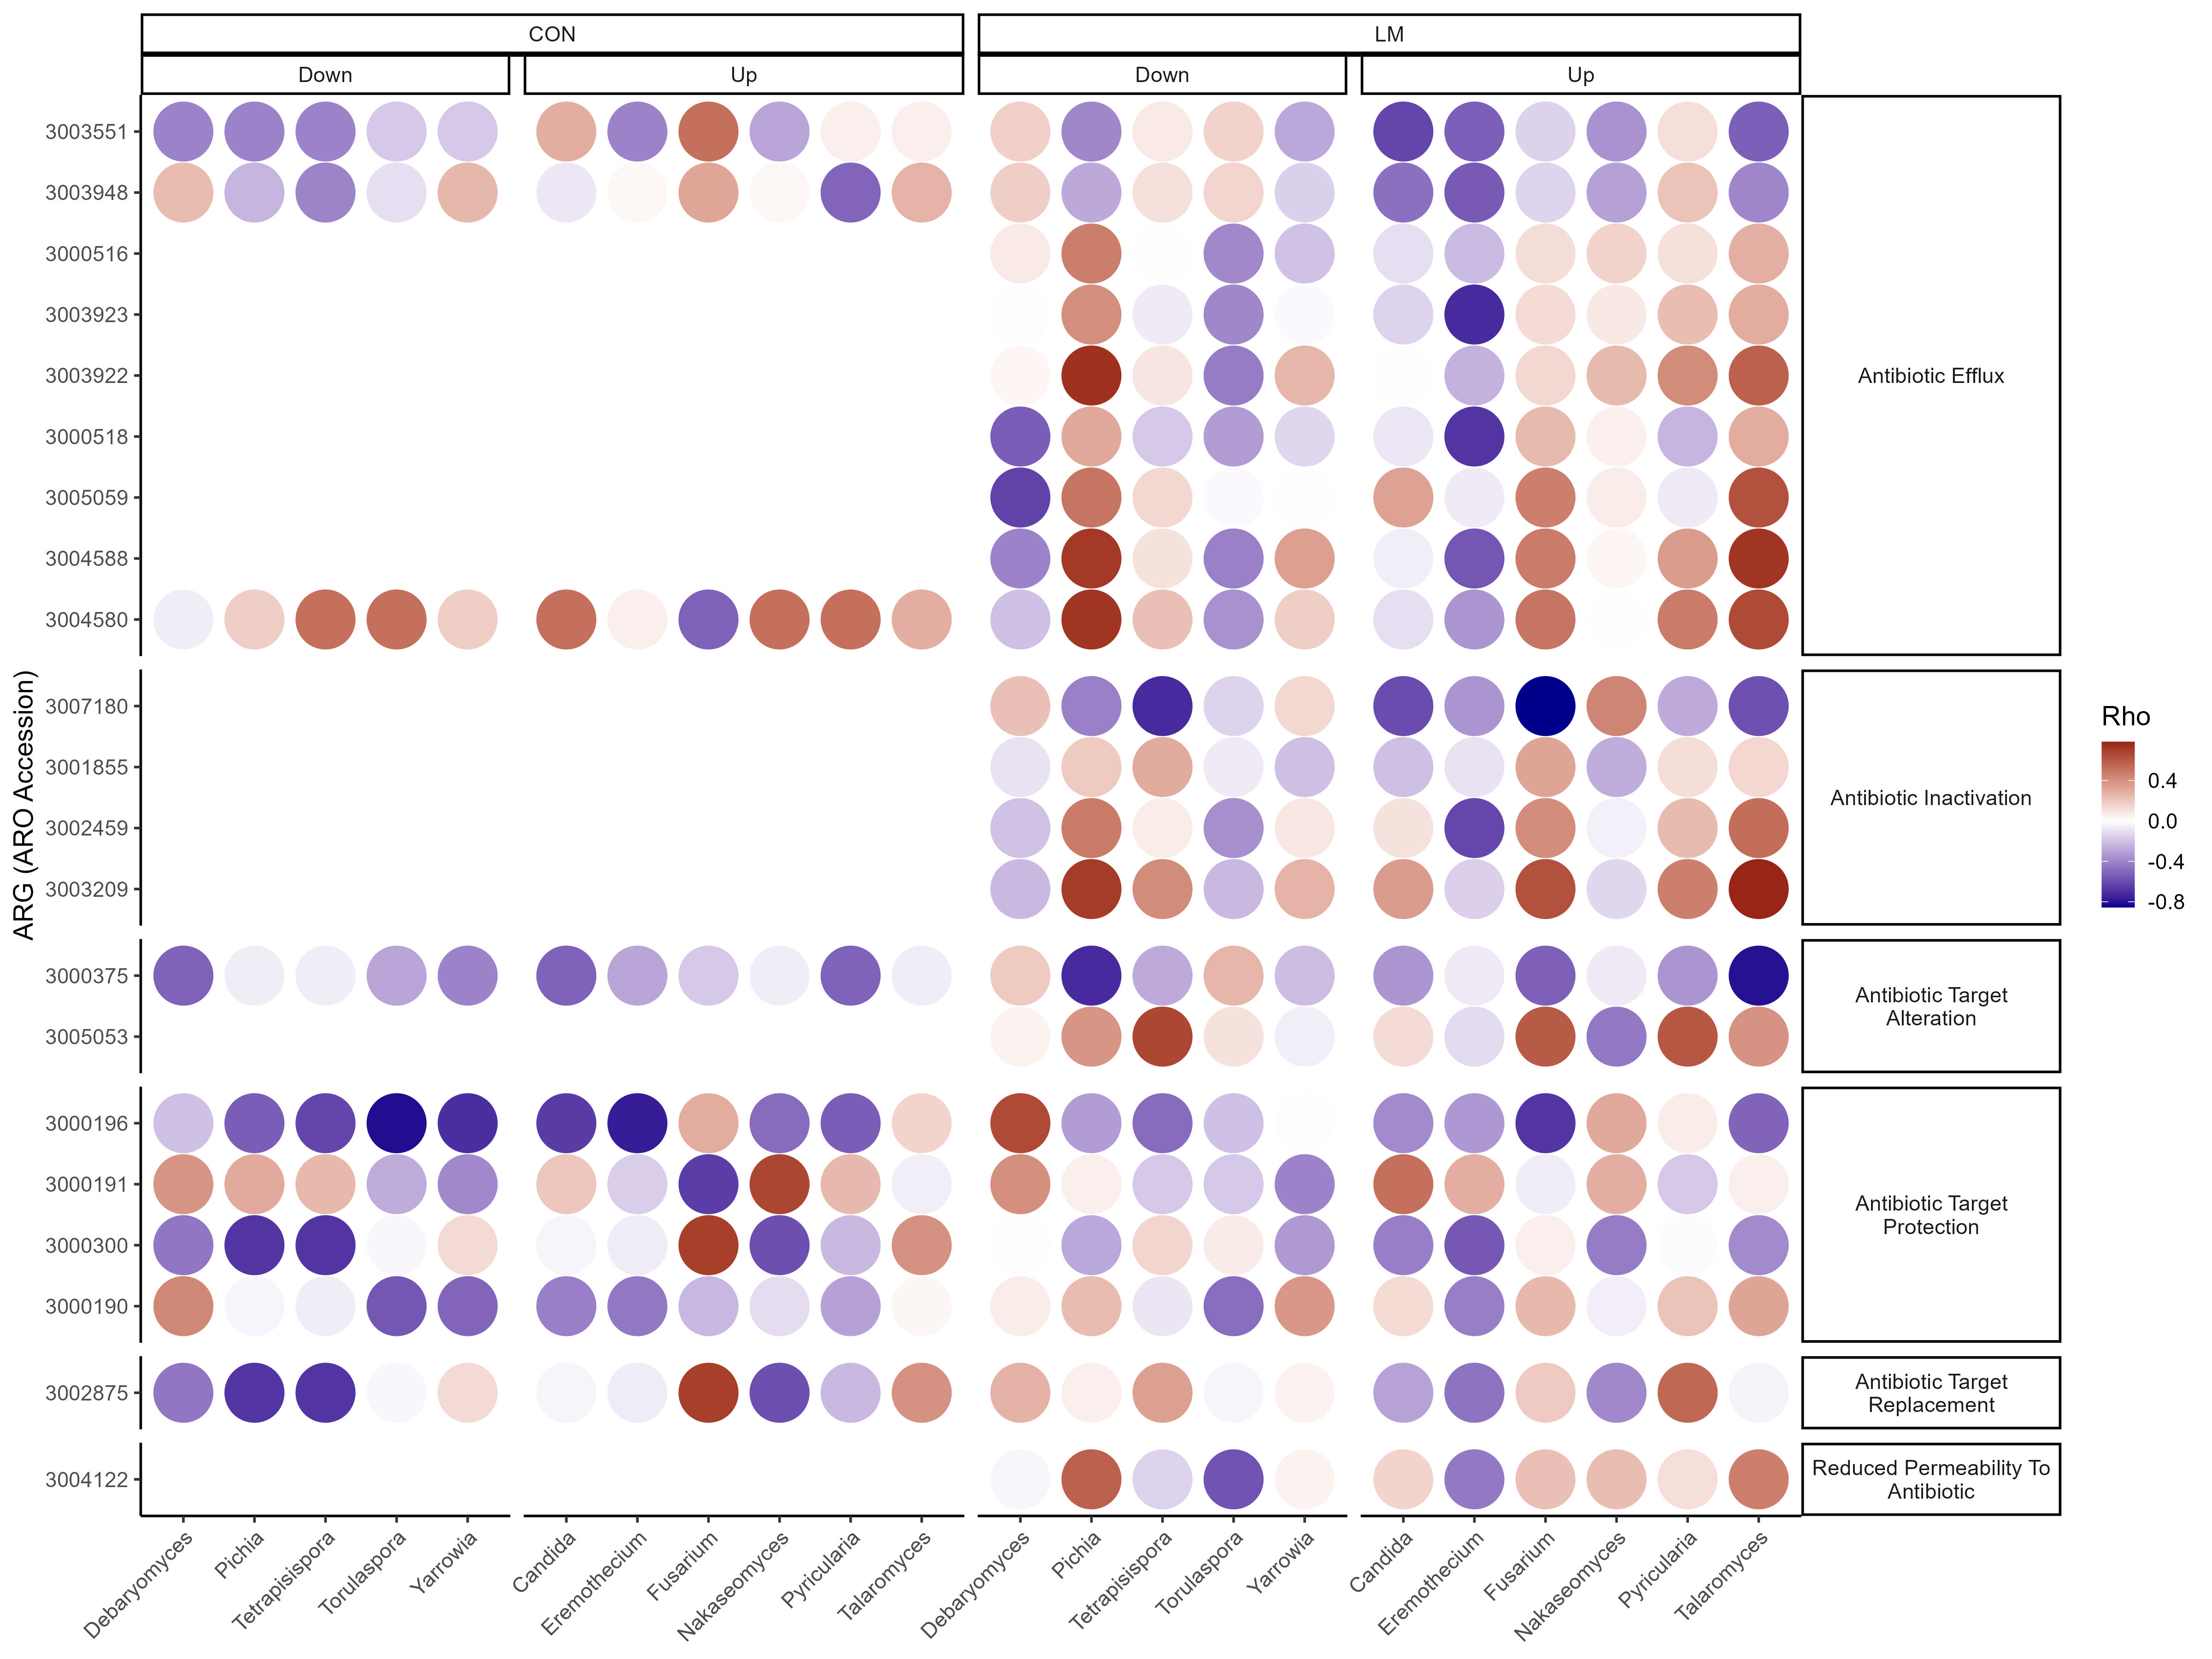 CON
LM
Down
Up
Down
Up
ARG (ARO Accession)
3003551
3003948
3000516
3003923
3003922
3000518
3005059
3004588
3004580
Antibiotic Efflux
3007180
3001855
3002459
3003209
Antibiotic Inactivation
3000375
3005053
Antibiotic Target
Alteration
3000196
3000191
3000300
3000190
Antibiotic Target
Protection
3002875
Antibiotic Target
Replacement
3004122
Reduced Permeability To
Antibiotic
Debaryomyces
Pichia
Tetrapisispora
Torulaspora
Yarrowia
Candida
Eremothecium
Fusarium
Nakaseomyces
Pyricularia
Talaromyces
Debaryomyces
Pichia
Tetrapisispora
Torulaspora
Yarrowia
Candida
Eremothecium
Fusarium
Nakaseomyces
Pyricularia
Talaromyces
Rho
0.4
0.0
-0.4
-0.8